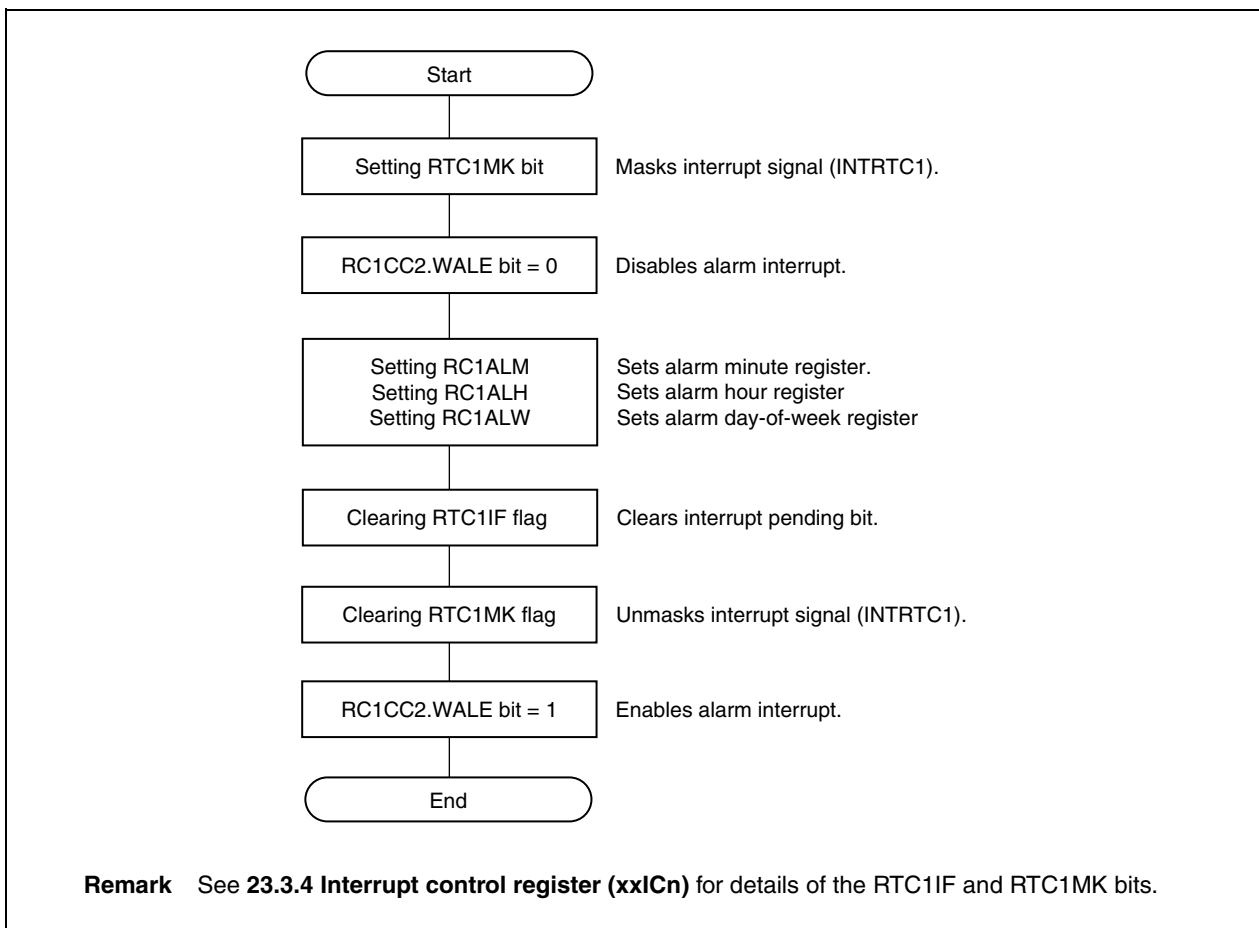 Start
Setting RTC1MK bit Masks interrupt signal (INTRTC1).
RC1CC2.WALE bit = 0 Disables alarm interrupt.
Setting RC1ALM Sets alarm minute register.
Setting RC1ALH Sets alarm hour register
Setting RC1ALW Sets alarm day-of-week register
Clearing RTC1IF flag Clears interrupt pending bit.
Clearing RTC1MK flag Unmasks interrupt signal (INTRTC1).
RC1CC2.WALE bit = 1 Enables alarm interrupt.
End
Remark See 23.3.4 Interrupt control register (xxICn) for details of the RTC1IF and RTC1MK bits.